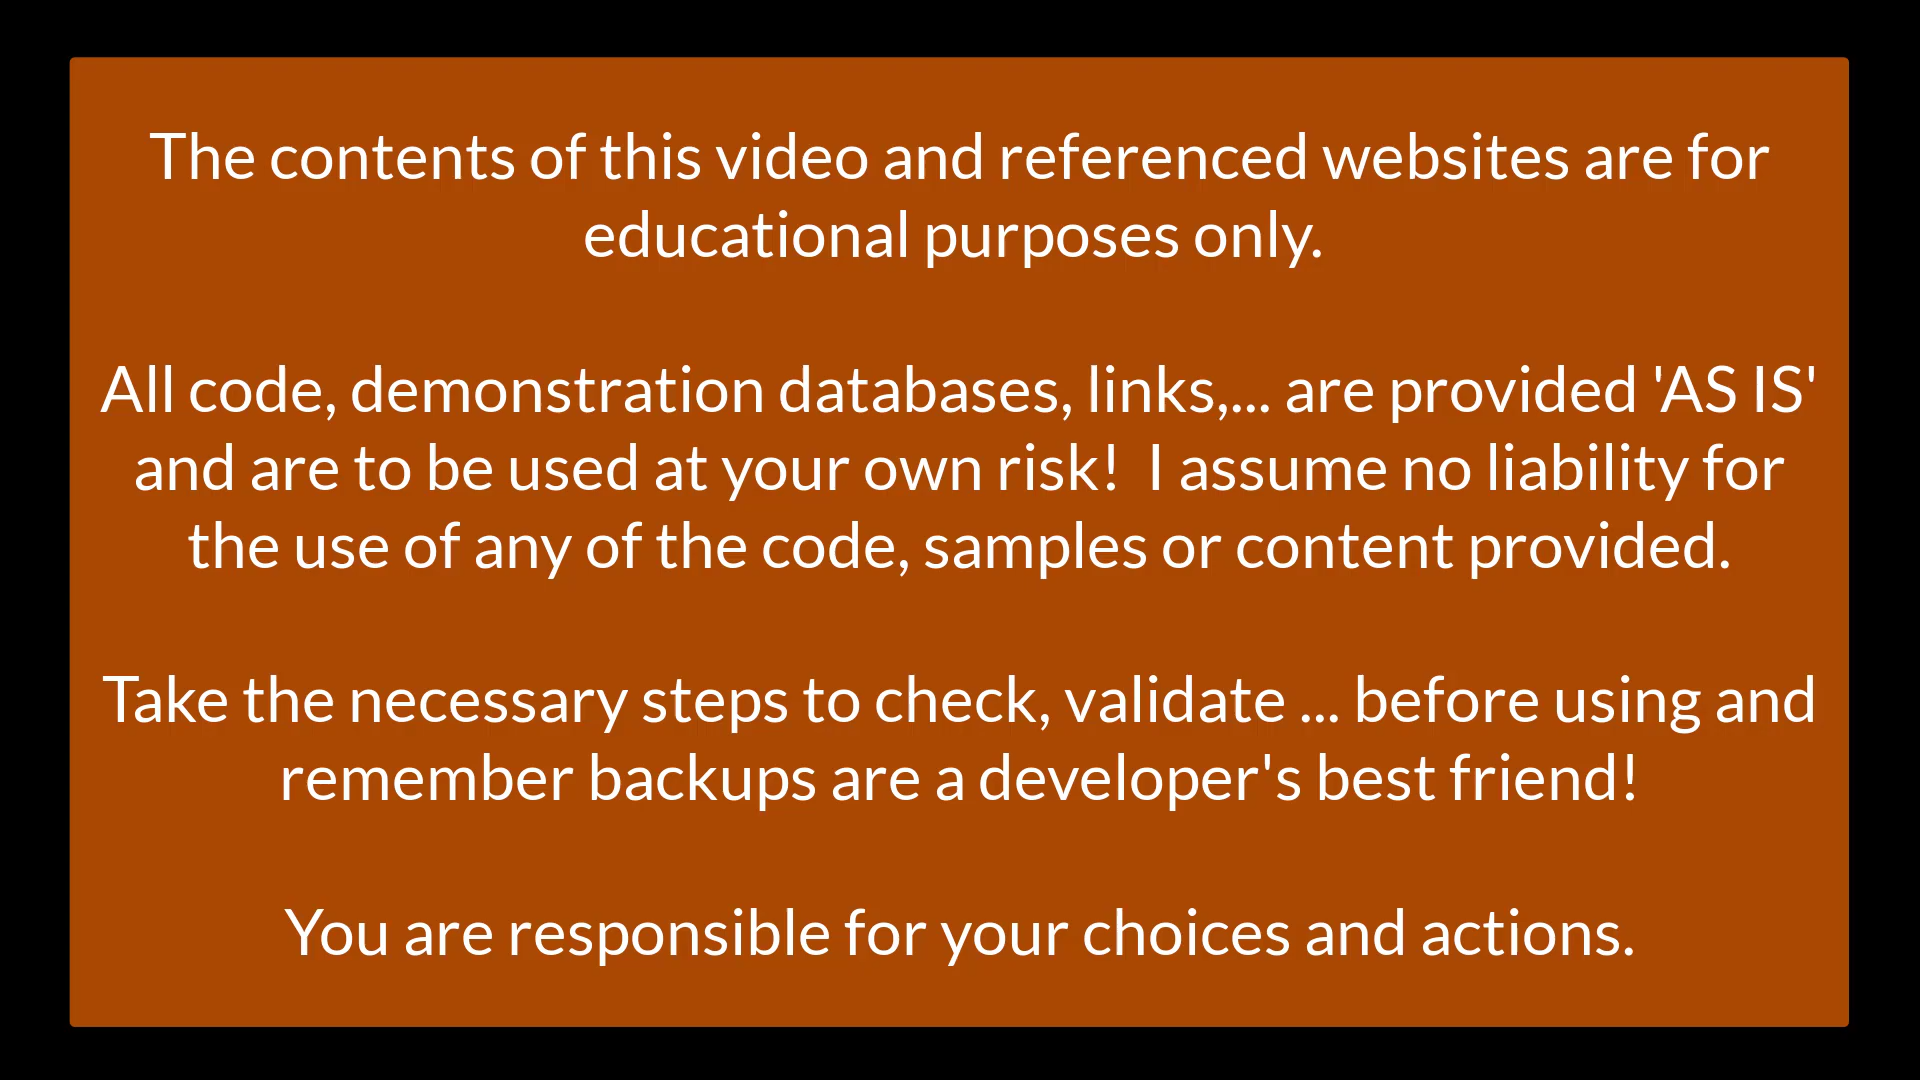 The contents of this video and referenced websites are for
educational purposes only.
All code, demonstration databases, links,... are provided 'AS IS'
and are to be used at your own risk!  I assume no liability for
the use of any of the code, samples or content provided.
Take the necessary steps to check, validate ... before using and
remember backups are a developer's best friend!
You are responsible for your choices and actions.